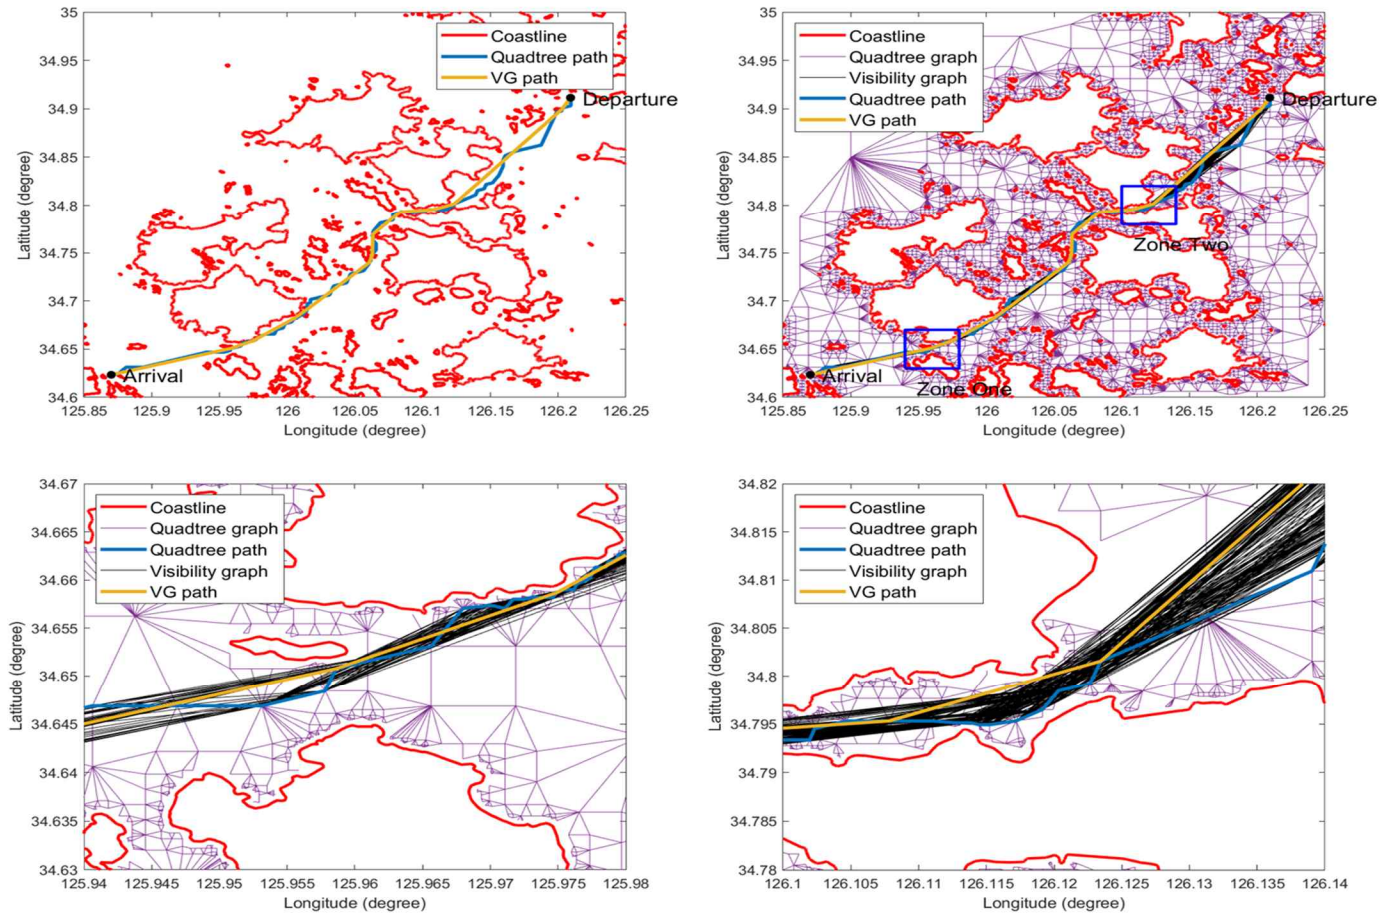 35
34.95
34.9
34.85
34.8
34.75
34.7
34.65
34.6
Latitude (degree)
Coastline
Quadtree path
VG path
Departure
Arrival
125.85 125.9 125.95 126 126.05 126.1 126.15 126.2 126.25
Longitude (degree)
35
34.95
34.9
34.85
34.8
34.75
34.7
34.65
34.6
Latitude (degree)
Coastline
Quadtree graph
Visibility graph
Quadtree path
VG path
Departure
Zone Two
Arrival
Zone One
125.85 125.9 125.95 126 126.05 126.1 126.15 126.2 126.25
Longitude (degree)
34.67
34.665
34.66
34.655
34.65
34.645
34.64
34.635
34.63
Latitude (degree)
Coastline
Quadtree graph
Quadtree path
Visibility graph
VG path
125.94 125.945 125.95 125.955 125.96 125.965 125.97 125.975 125.98
Longitude (degree)
34.82
34.815
34.81
34.805
34.8
34.795
34.79
34.785
34.78
Latitude (degree)
Coastline
Quadtree graph
Quadtree path
Visibility graph
VG path
126.1 126.105 126.11 126.115 126.12 126.125 126.13 126.135 126.14
Longitude (degree)